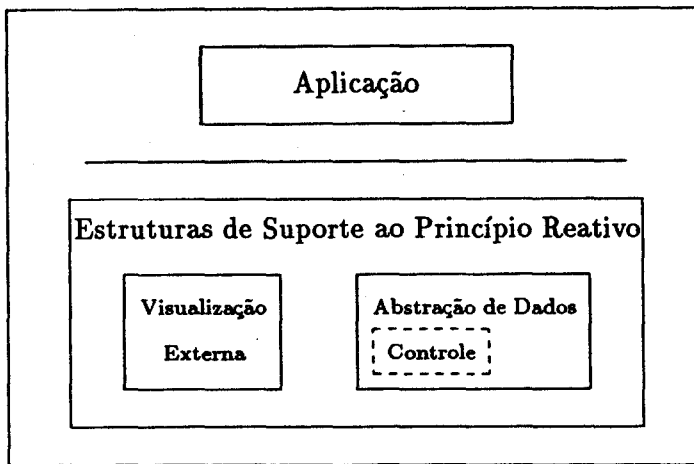 Aplicação
Estruturas de Suporte ao Princípio Reativo
Visualização
Externa
Abstração de Dados
Controle